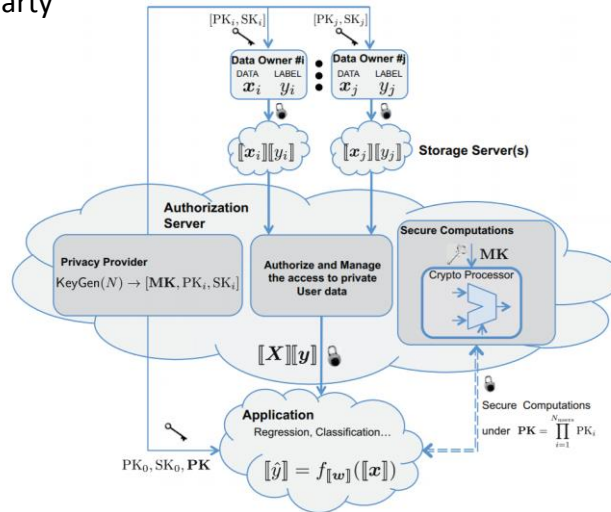 arty
[PK_i, SK_i]
[PK_j, SK_j]
Data Owner #i
DATA LABEL
x_i y_i
Data Owner #j
DATA LABEL
x_j y_j
⟦x_i⟧⟦y_i⟧
⟦x_j⟧⟦y_j⟧
Storage Server(s)
Authorization
Server
Privacy Provider
KeyGen(N) → [MK, PK_i, SK_i]
Authorize and Manage
the access to private
User data
Secure Computations
MK
Crypto Processor
⟦X⟧⟦y⟧
Application
Regression, Classification...
⟦ŷ⟧ = f_⟦w⟧(⟦x⟧)
PK_0, SK_0, PK
Secure Computations
under PK = ∏_{i=1}^{N_users} PK_i